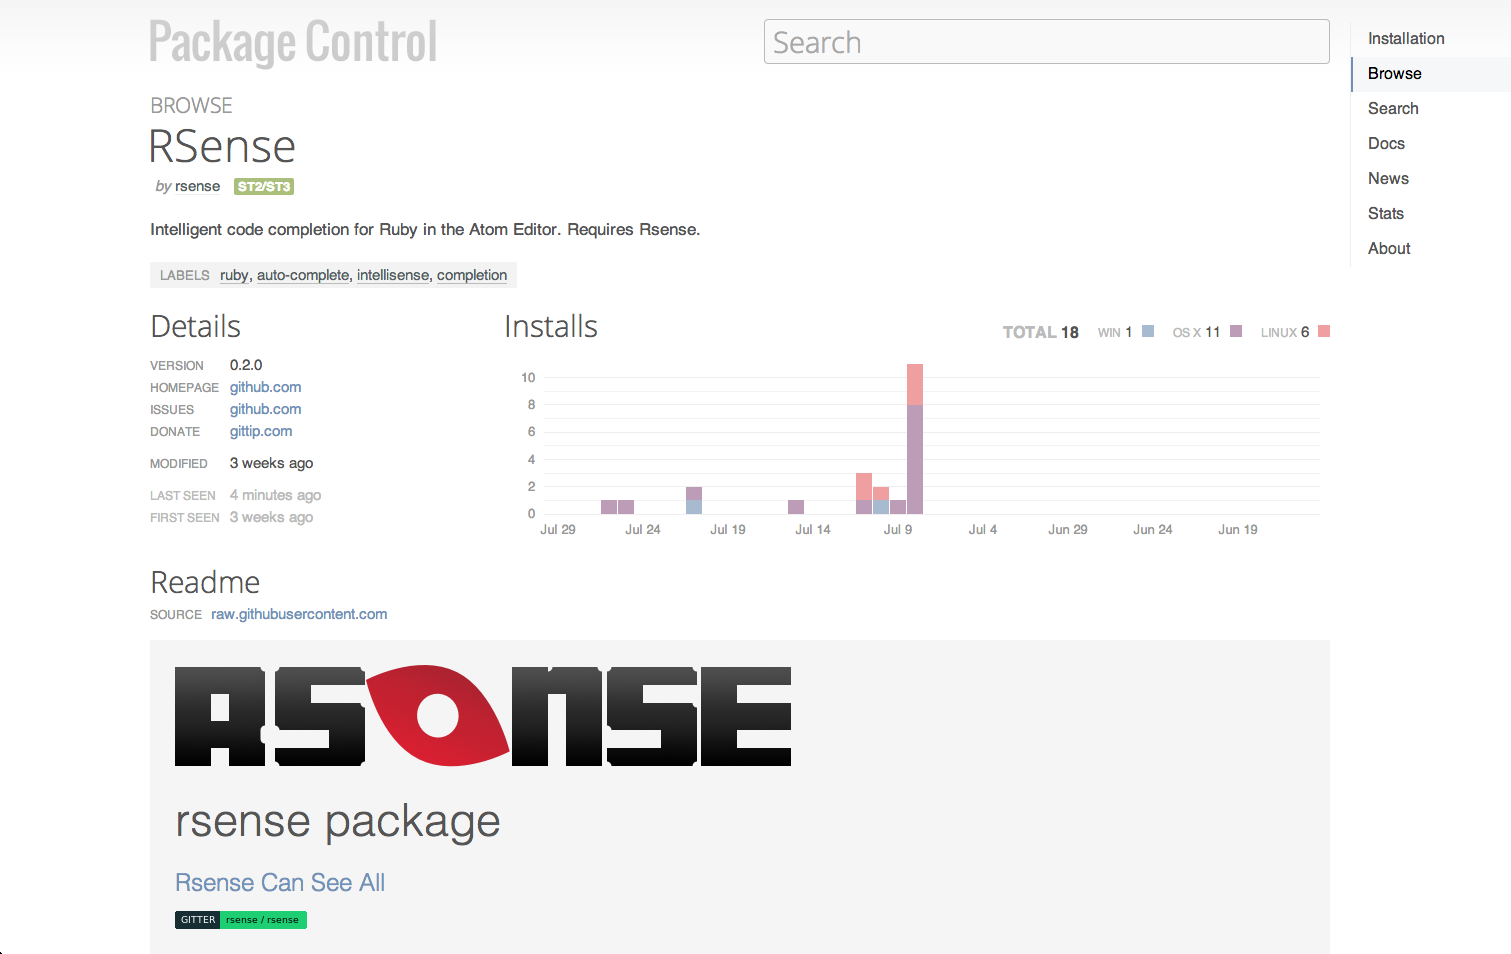 Package Control
Search
Installation
Browse
Search
Docs
News
Stats
About
BROWSE
RSense
by rsense ST2/ST3
Intelligent code completion for Ruby in the Atom Editor. Requires Rsense.
LABELS ruby, auto-complete, intellisense, completion
Details
VERSION 0.2.0
HOMEPAGE github.com
ISSUES github.com
DONATE gittip.com
MODIFIED 3 weeks ago
LAST SEEN 4 minutes ago
FIRST SEEN 3 weeks ago
Installs
TOTAL 18 WIN 1 OS X 11 LINUX 6
10
8
6
4
2
0
Jul 29 Jul 24 Jul 19 Jul 14 Jul 9 Jul 4 Jun 29 Jun 24 Jun 19
Readme
SOURCE raw.githubusercontent.com
RSENSE
rsense package
Rsense Can See All
GITTER rsense / rsense